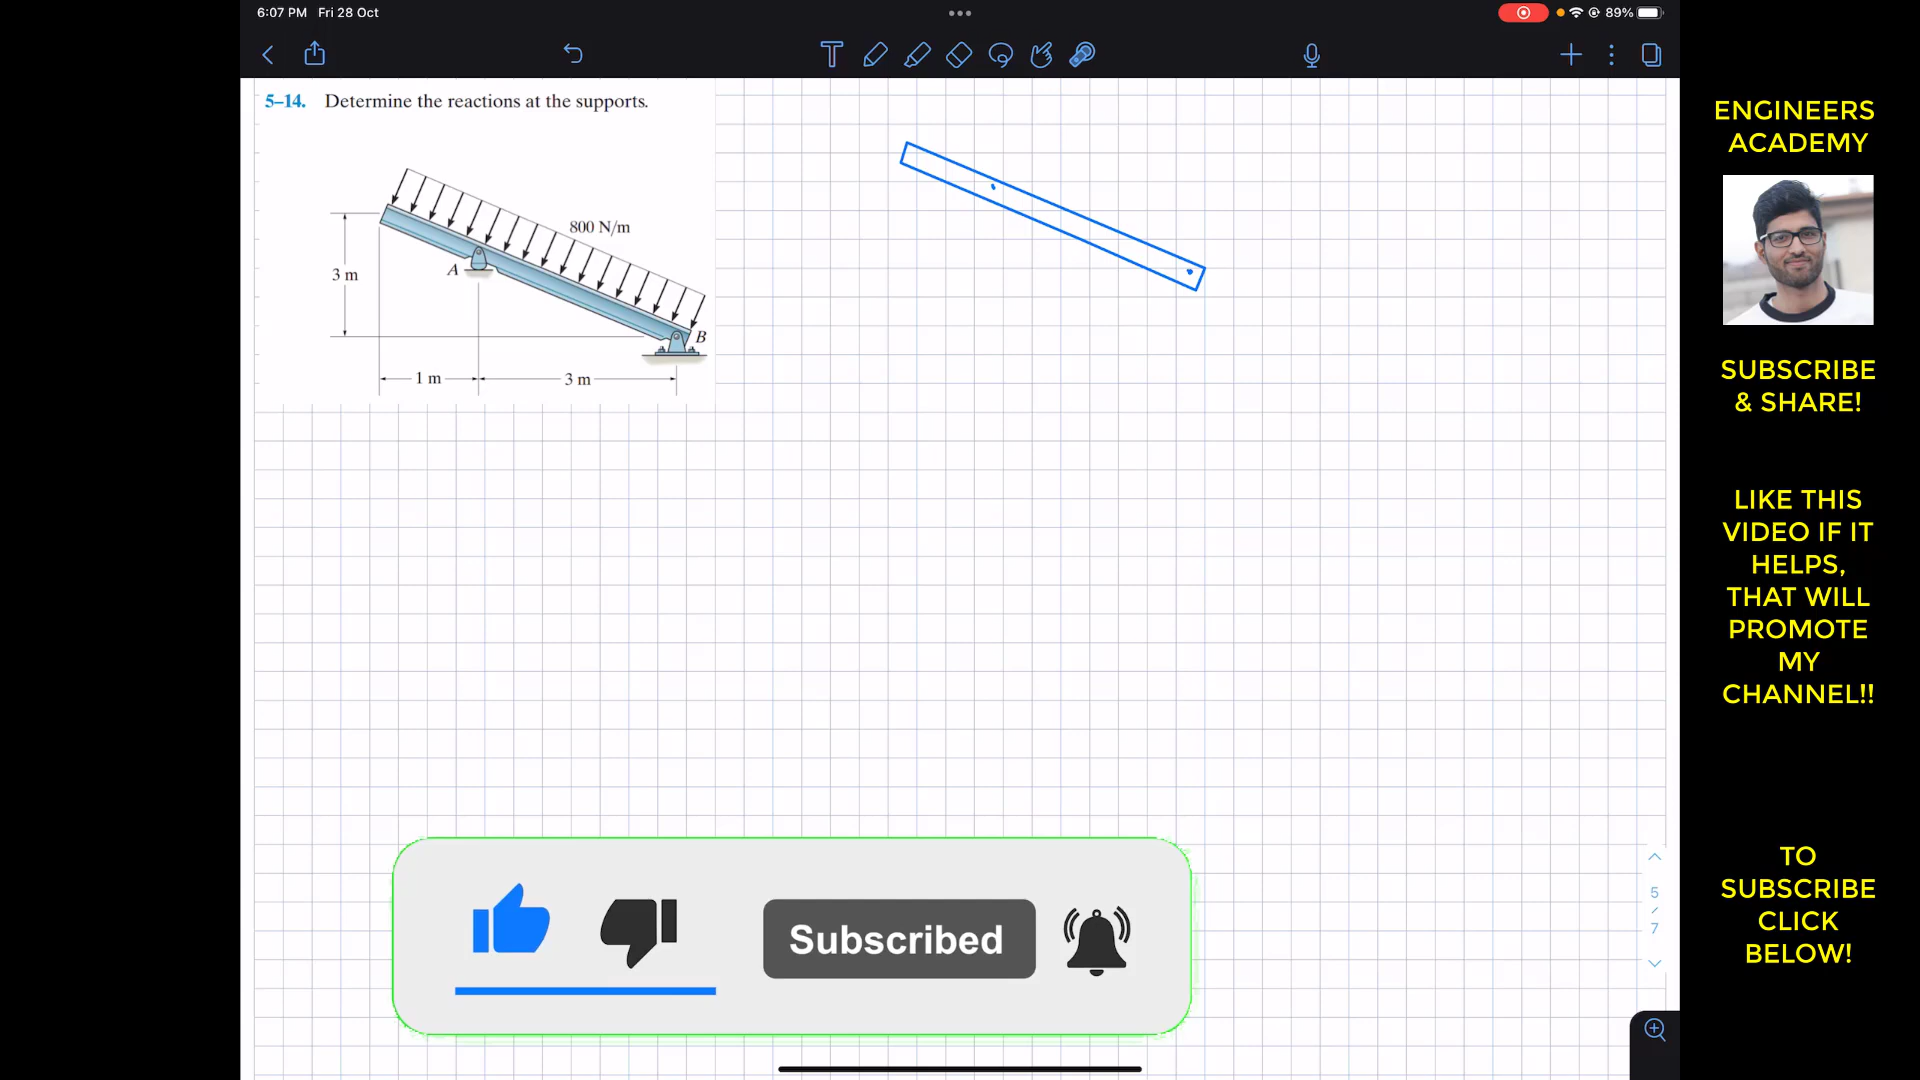 6:07 PM Fri 28 Oct
89%
5–14. Determine the reactions at the supports.
800 N/m
A
3 m
B
1 m
3 m
Subscribed
5
7
ENGINEERS
ACADEMY
SUBSCRIBE
& SHARE!
LIKE THIS
VIDEO IF IT
HELPS,
THAT WILL
PROMOTE
MY
CHANNEL!!
TO
SUBSCRIBE
CLICK
BELOW!